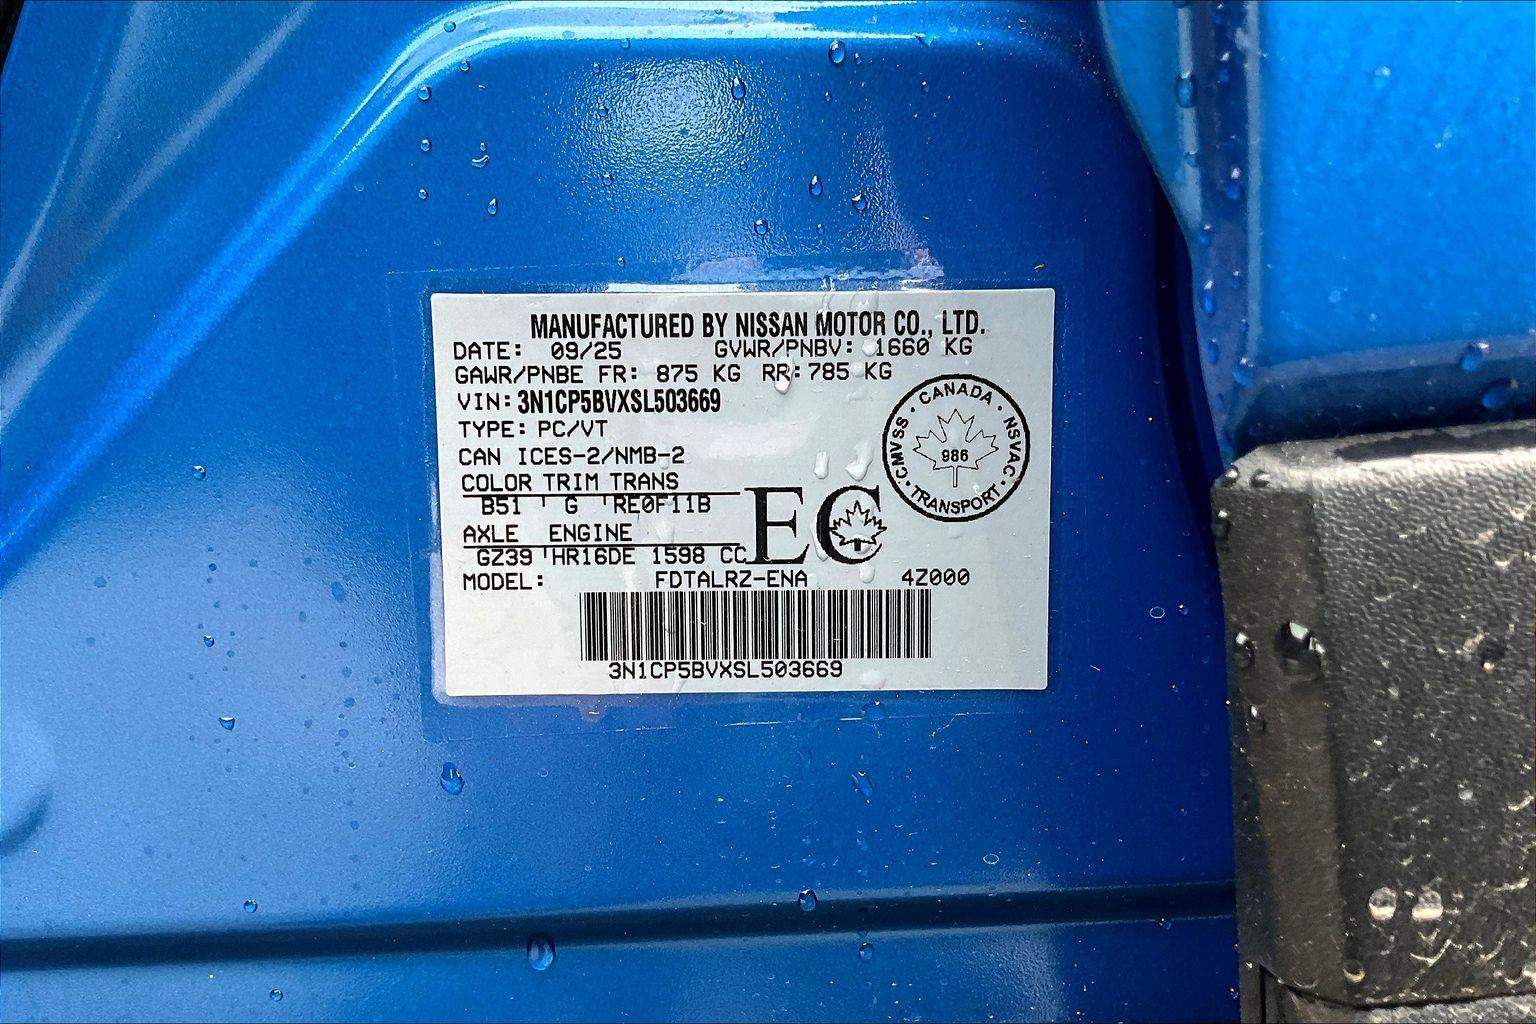 MANUFACTURED BY NISSAN MOTOR CO., LTD.
DATE: 09/25 GVWR/PNBV: 1660 KG
GAWR/PNBE FR: 875 KG RR: 785 KG
VIN: 3N1CP5BVXSL503669
TYPE: PC/VT
CAN ICES-2/NMB-2
COLOR TRIM TRANS
B51 G RE0F11B
AXLE ENGINE
GZ39 HR16DE 1598 CC
EC
MODEL: FDTALRZ-ENA 4Z000
3N1CP5BVXSL503669
CANADA · NSVAC · TRANSPORT · CMVSS ·
986